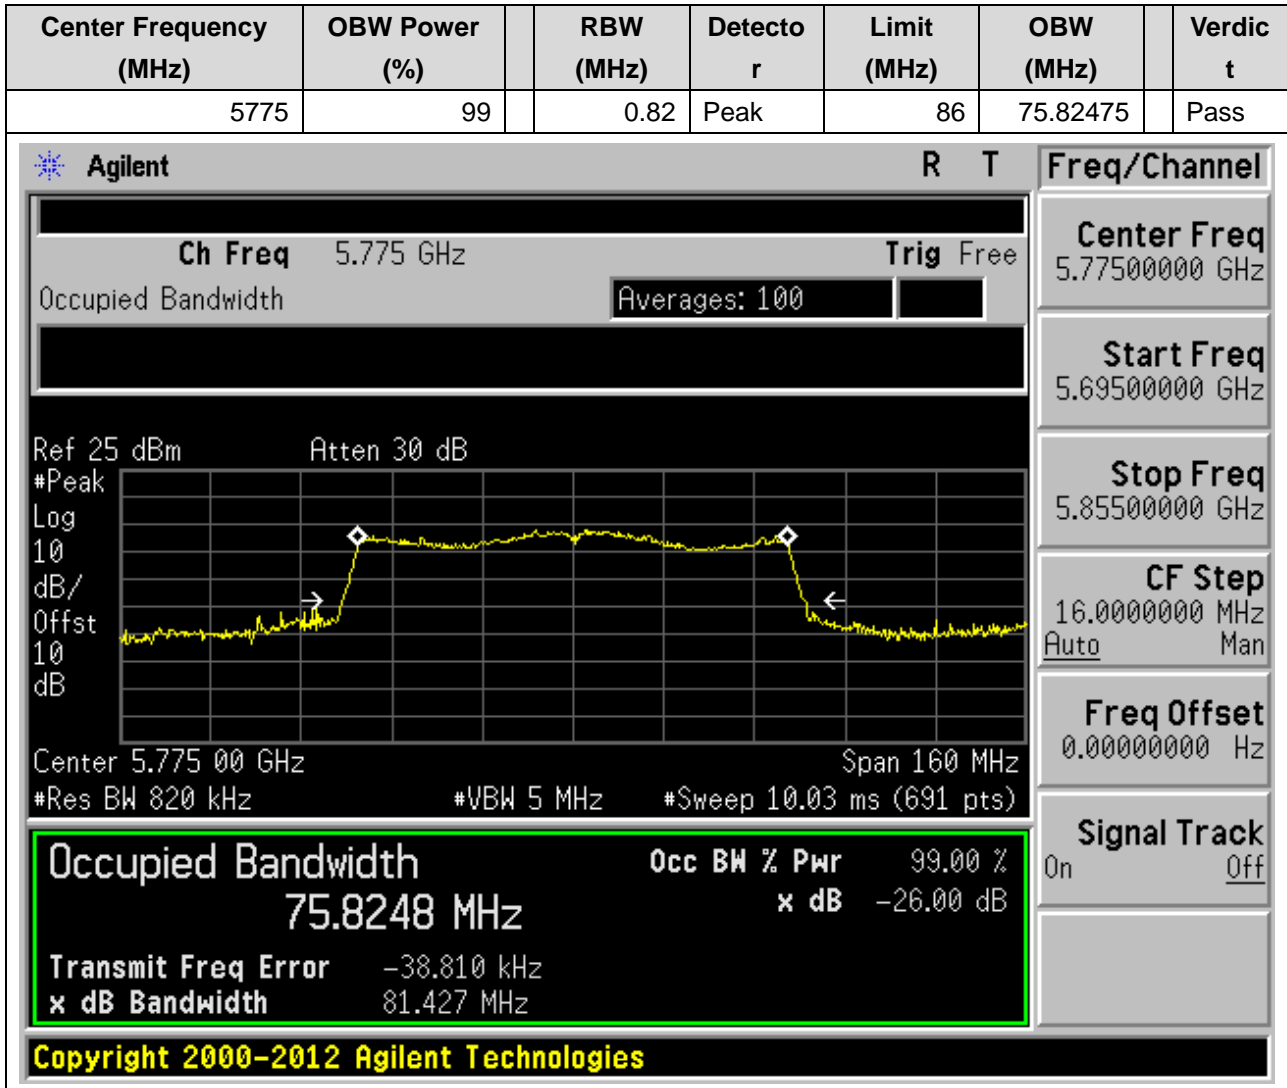 Center Frequency (MHz) OBW Power (%) RBW (MHz) Detector Limit (MHz) OBW (MHz) Verdict
5775 99 0.82 Peak 86 75.82475 Pass
Agilent R T Freq/Channel
Ch Freq 5.775 GHz Trig Free
Occupied Bandwidth Averages: 100
Center Freq
5.77500000 GHz
Start Freq
5.69500000 GHz
Stop Freq
5.85500000 GHz
CF Step
16.0000000 MHz
Auto Man
Freq Offset
0.00000000 Hz
Signal Track
On Off
Ref 25 dBm Atten 30 dB
#Peak
Log
10
dB/
Offst
10
dB
Center 5.775 00 GHz Span 160 MHz
#Res BW 820 kHz #VBW 5 MHz #Sweep 10.03 ms (691 pts)
Occupied Bandwidth
75.8248 MHz
Occ BW % Pwr 99.00 %
x dB -26.00 dB
Transmit Freq Error -38.810 kHz
x dB Bandwidth 81.427 MHz
Copyright 2000-2012 Agilent Technologies